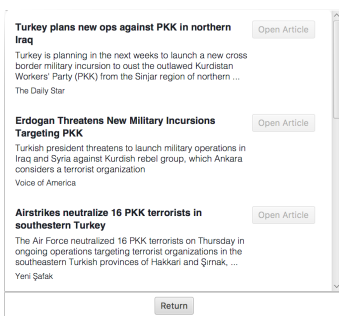 Turkey plans new ops against PKK in northern
Iraq
Open Article
Turkey is planning in the next weeks to launch a new cross
border military incursion to oust the outlawed Kurdistan
Workers' Party (PKK) from the Sinjar region of northern ...
The Daily Star
Erdogan Threatens New Military Incursions
Targeting PKK
Open Article
Turkish president threatens to launch military operations in
Iraq and Syria against Kurdish rebel group, which Ankara
considers a terrorist organization
Voice of America
Airstrikes neutralize 16 PKK terrorists in
southestern Turkey
Open Article
The Air Force neutralized 16 PKK terrorists on Thursday in
ongoing operations targeting terrorist organizations in the
southeastern Turkish provinces of Hakkari and Şırnak, ...
Yeni Şafak
Return